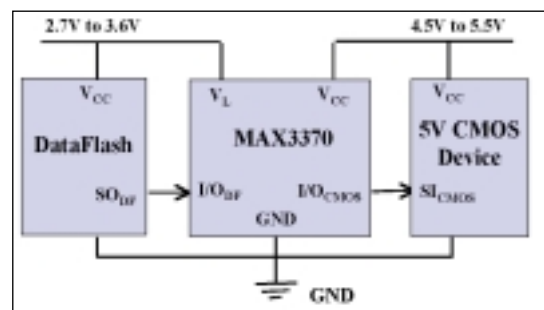 2.7V to 3.6V
4.5V to 5.5V
VCC
VL
VCC
VCC
DataFlash
MAX3370
5V CMOS
Device
SODF
I/ODF
I/OCMOS
SICMOS
GND
GND